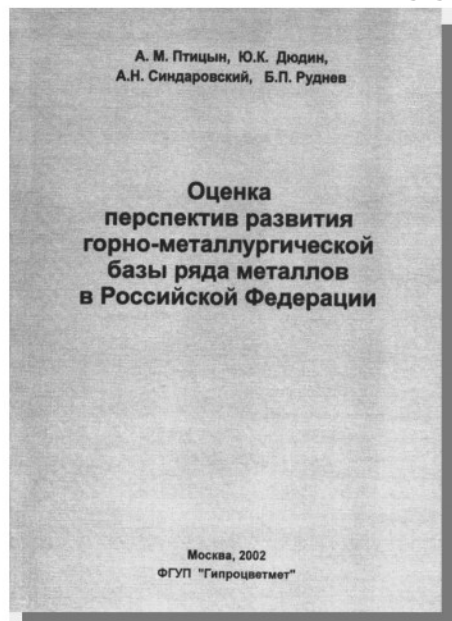 А. М. Птицын, Ю.К. Дюдин,
А.Н. Синдаровский, Б.П. Руднев
Оценка
перспектив развития
горно-металлургической
базы ряда металлов
в Российской Федерации
Москва, 2002
ФГУП "Гипроцветмет"